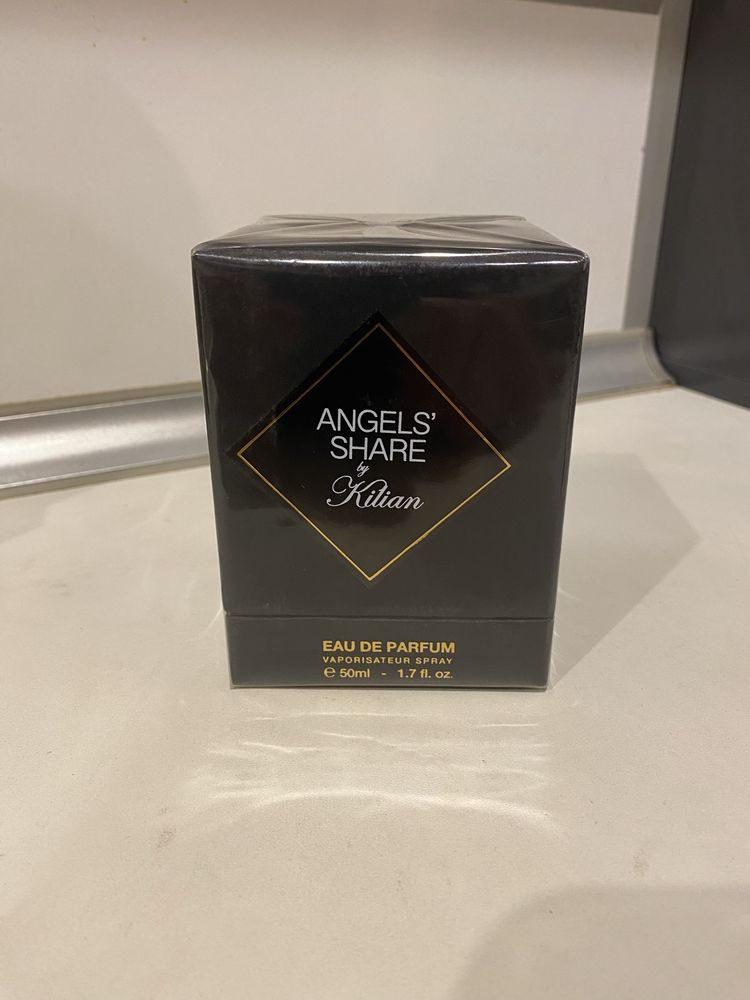 ANGELS'
SHARE
by
Kilian
EAU DE PARFUM
VAPORISATEUR SPRAY
℮ 50ml - 1.7 fl. oz.